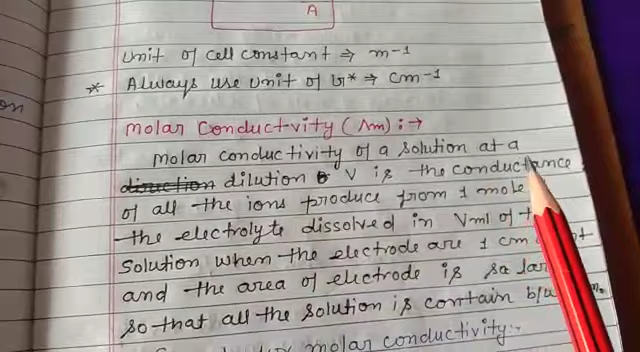 A
on
Unit of cell constant ⇒ m-1
* Always use Unit of G* ⇒ cm-1
molar Conductivity (Λm) :→
molar conductivity of a solution at a
dilution V is the conductance
of all the ions produce from 1 mole
the electrolyte dissolved in Vml of
Solution when the electrode are 1 cm
and the area of electrode is so
so that all the solution is contain b/w
molar conductivity:-